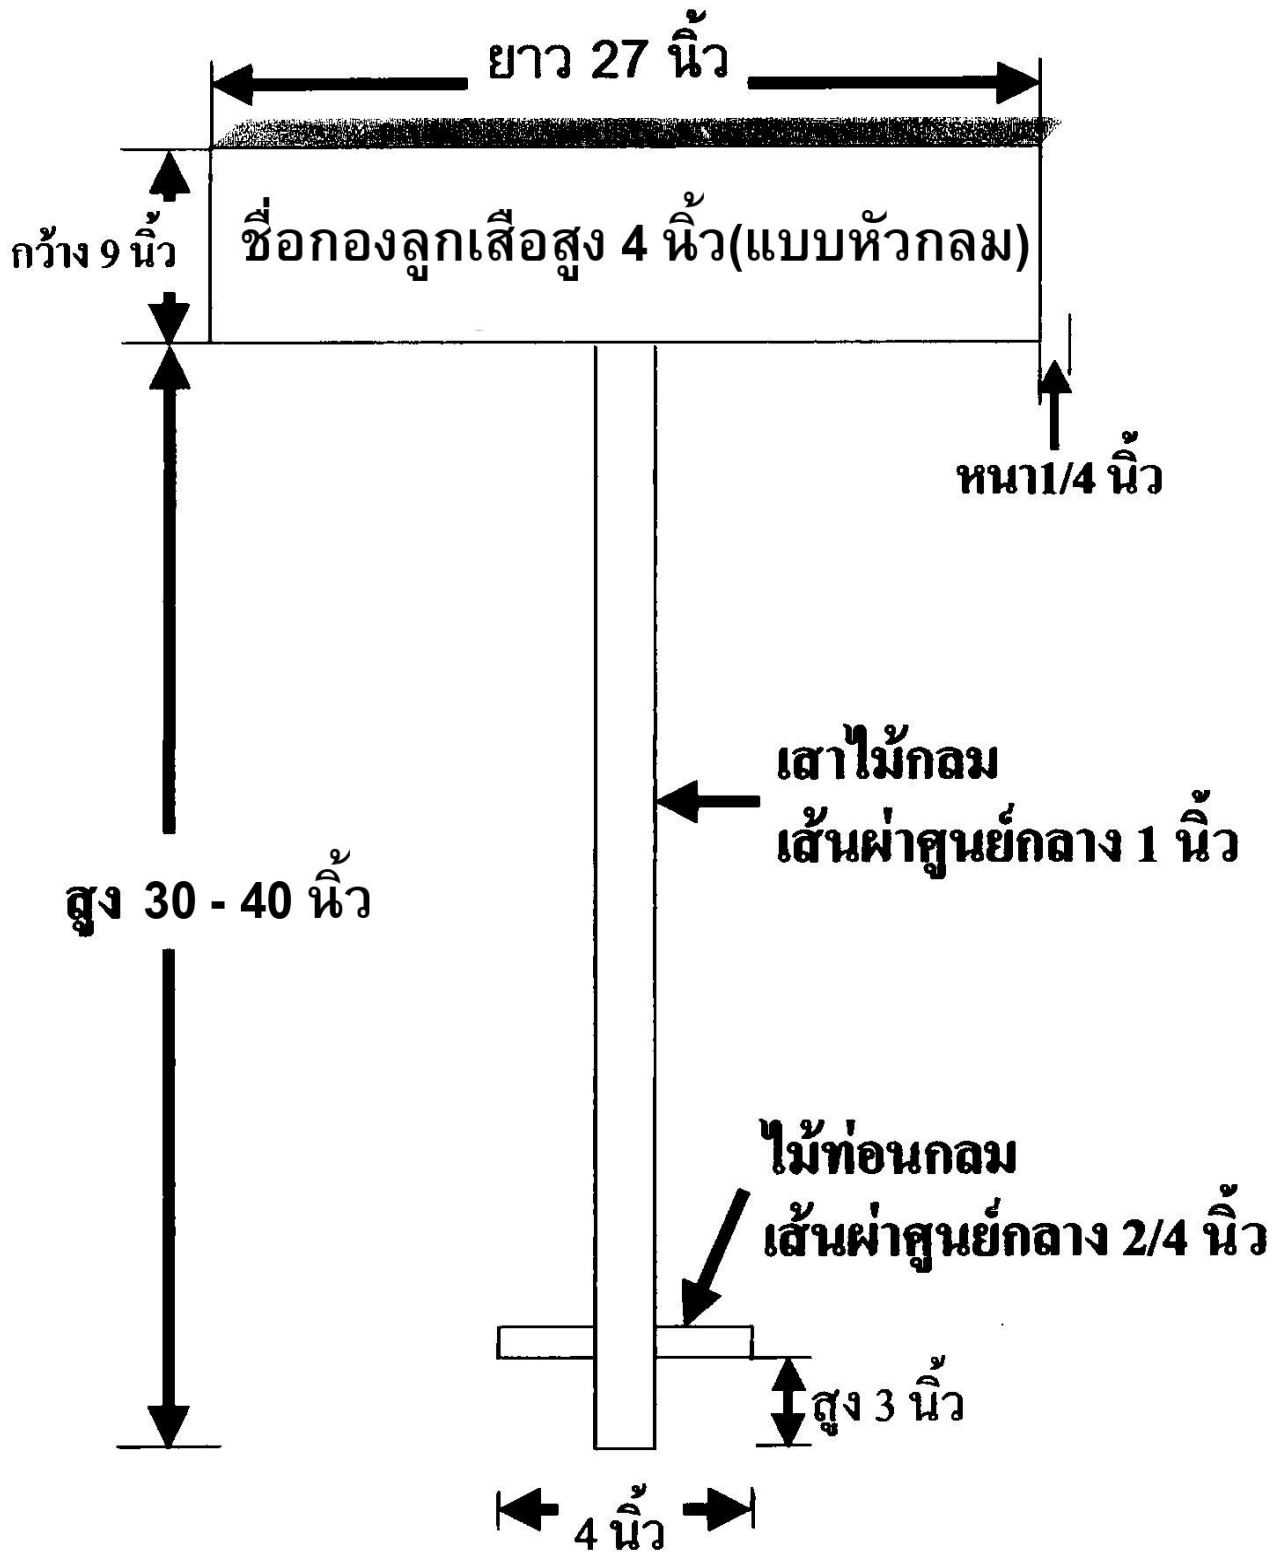 ยาว 27 นิ้ว
กว้าง 9 นิ้ว
ชื่อกองลูกเสือสูง 4 นิ้ว(แบบหัวกลม)
หนา1/4 นิ้ว
เสาไม้กลม
เส้นผ่าศูนย์กลาง 1 นิ้ว
สูง 30 - 40 นิ้ว
ไม้ท่อนกลม
เส้นผ่าศูนย์กลาง 2/4 นิ้ว
สูง 3 นิ้ว
4 นิ้ว